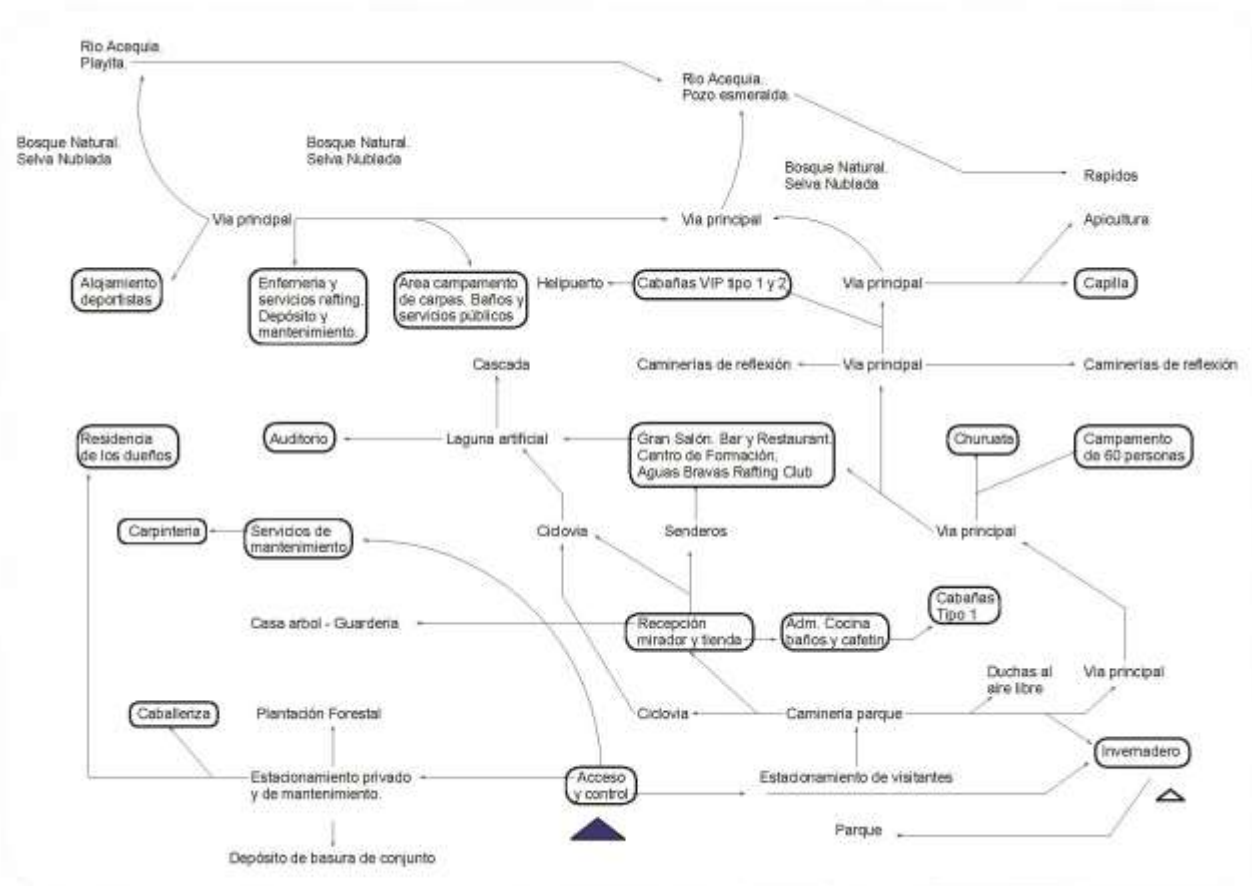 Rio Acequia.
Playita.
Rio Acequia.
Pozo esmeralda.
Bosque Natural.
Selva Nublada
Bosque Natural.
Selva Nublada
Bosque Natural.
Selva Nublada
Rapidos
Via principal
Via principal
Apicultura
Alojamiento
deportistas
Enfermeria y
servicios rafting.
Depósito y
mantenimiento.
Area campamento
de carpas, Baños y
servicios públicos
Helipuerto
Cabañas VIP tipo 1 y 2
Via principal
Capilla
Cascada
Caminerías de reflexión
Via principal
Caminerías de reflexión
Residencia
de los dueños
Auditorio
Laguna artificial
Gran Salón. Bar y Restaurant.
Centro de Formación,
Aguas Bravas Rafting Club
Churuata
Campamento
de 60 personas
Carpinteria
Servicios de
mantenimiento
Ciclovia
Senderos
Via principal
Casa arbol - Guarderia
Recepción
mirador y tienda
Adm. Cocina
baños y cafetin
Cabañas
Tipo 1
Duchas al
aire libre
Via principal
Caballeriza
Plantación Forestal
Ciclovia
Caminería parque
Invernadero
Estacionamiento privado
y de mantenimiento.
Acceso
y control
Estacionamiento de visitantes
Parque
Depósito de basura de conjunto